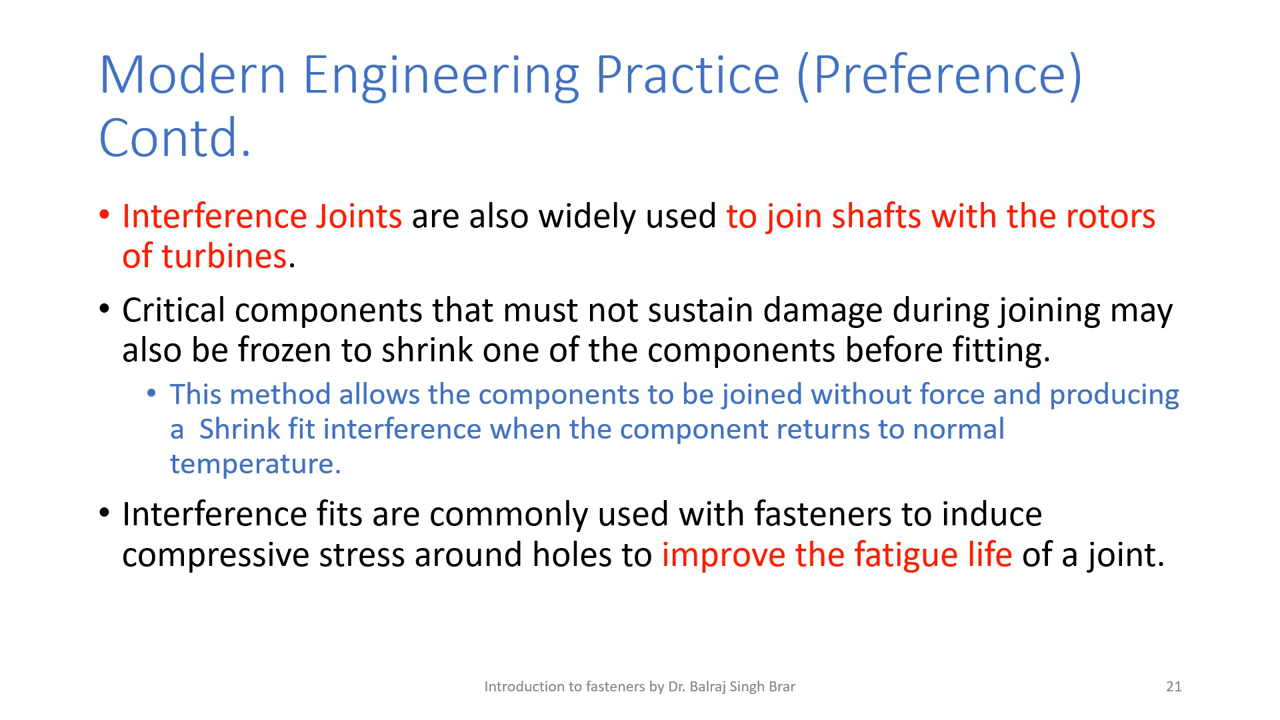 Modern Engineering Practice (Preference)
Contd.
• Interference Joints are also widely used to join shafts with the rotors
of turbines.
• Critical components that must not sustain damage during joining may
also be frozen to shrink one of the components before fitting.
• This method allows the components to be joined without force and producing
a  Shrink fit interference when the component returns to normal
temperature.
• Interference fits are commonly used with fasteners to induce
compressive stress around holes to improve the fatigue life of a joint.
Introduction to fasteners by Dr. Balraj Singh Brar
21